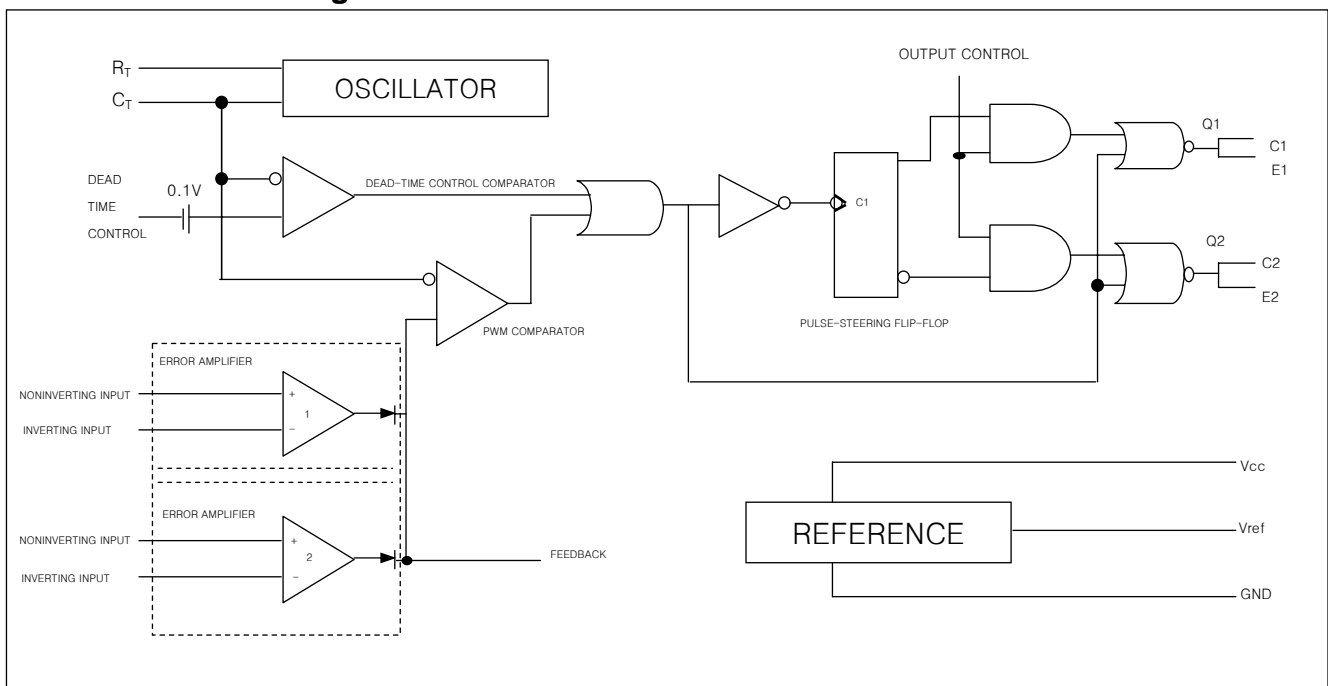 OUTPUT CONTROL
RT
CT
OSCILLATOR
DEAD
TIME
CONTROL
0.1V
DEAD-TIME CONTROL COMPARATOR
C1
Q1
C1
E1
Q2
C2
E2
PULSE-STEERING FLIP-FLOP
PWM COMPARATOR
ERROR AMPLIFIER
NONINVERTING INPUT
+
1
INVERTING INPUT
-
ERROR AMPLIFIER
NONINVERTING INPUT
+
2
INVERTING INPUT
-
FEEDBACK
REFERENCE
Vcc
Vref
GND